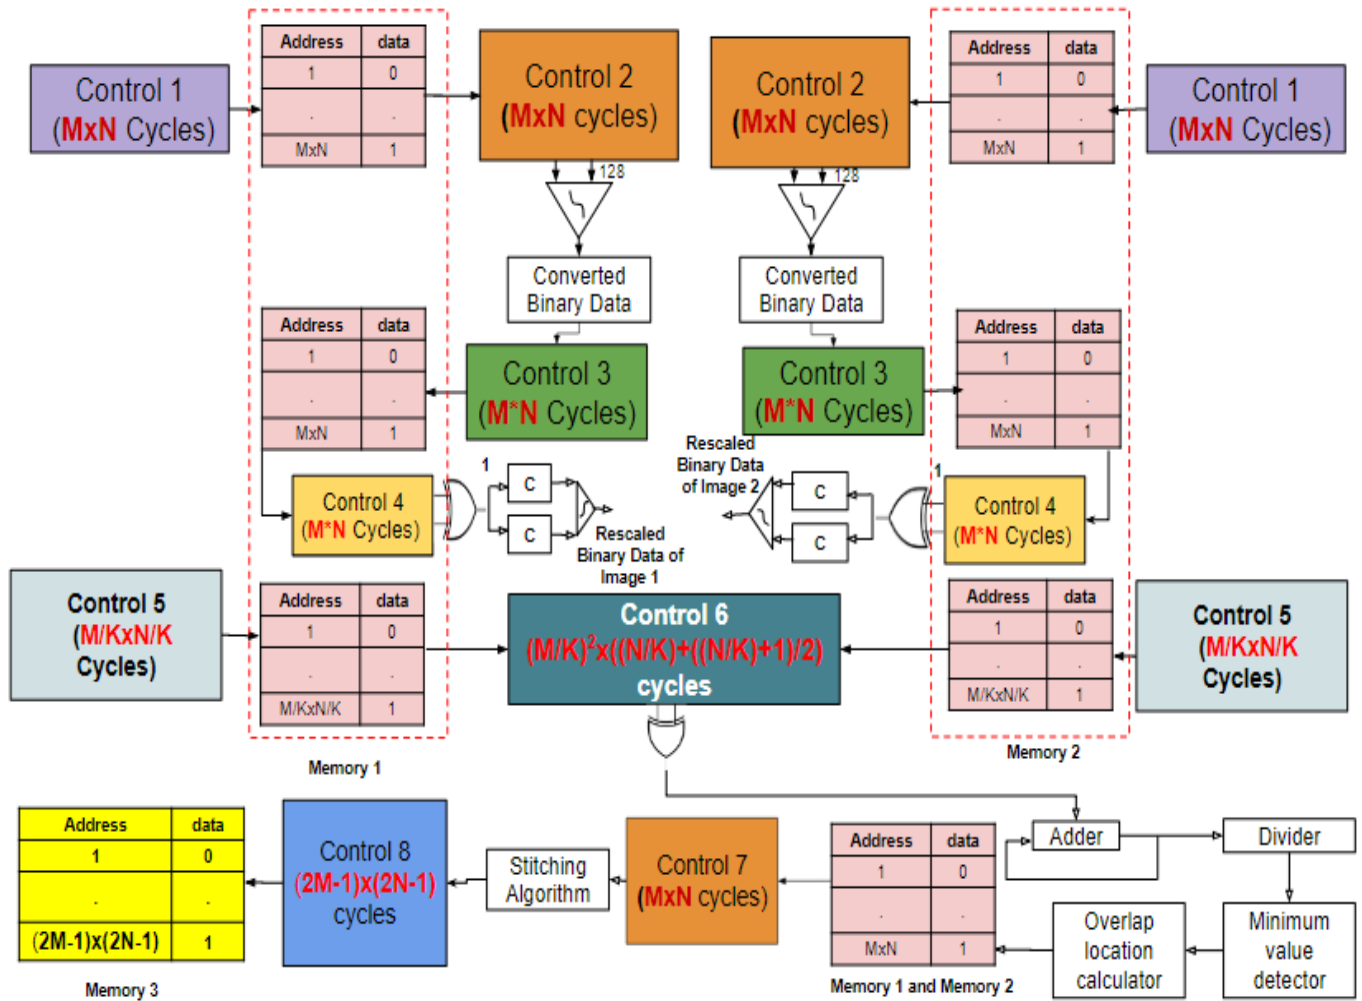 Address data
1 0
. .
MxN 1
Control 1
(MxN Cycles)
Control 2
(MxN cycles)
128
Converted
Binary Data
Control 3
(M*N Cycles)
Address data
1 0
. .
MxN 1
Control 4
(M*N Cycles)
1
C
C
Rescaled
Binary Data of
Image 1
Control 5
(M/KxN/K
Cycles)
Address data
1 0
. .
M/KxN/K 1
Memory 1
Control 2
(MxN cycles)
128
Address data
1 0
. .
MxN 1
Control 1
(MxN Cycles)
Converted
Binary Data
Control 3
(M*N Cycles)
Address data
1 0
. .
MxN 1
Rescaled
Binary Data
of Image 2
C
C
1
Control 4
(M*N Cycles)
Control 6
(M/K)²x((N/K)+((N/K)+1)/2)
cycles
Address data
1 0
. .
M/KxN/K 1
Control 5
(M/KxN/K
Cycles)
Memory 2
Adder
Divider
Minimum
value
detector
Overlap
location
calculator
Address data
1 0
. .
MxN 1
Memory 1 and Memory 2
Control 7
(MxN cycles)
Stitching
Algorithm
Control 8
(2M-1)x(2N-1)
cycles
Address data
1 0
. .
(2M-1)x(2N-1) 1
Memory 3